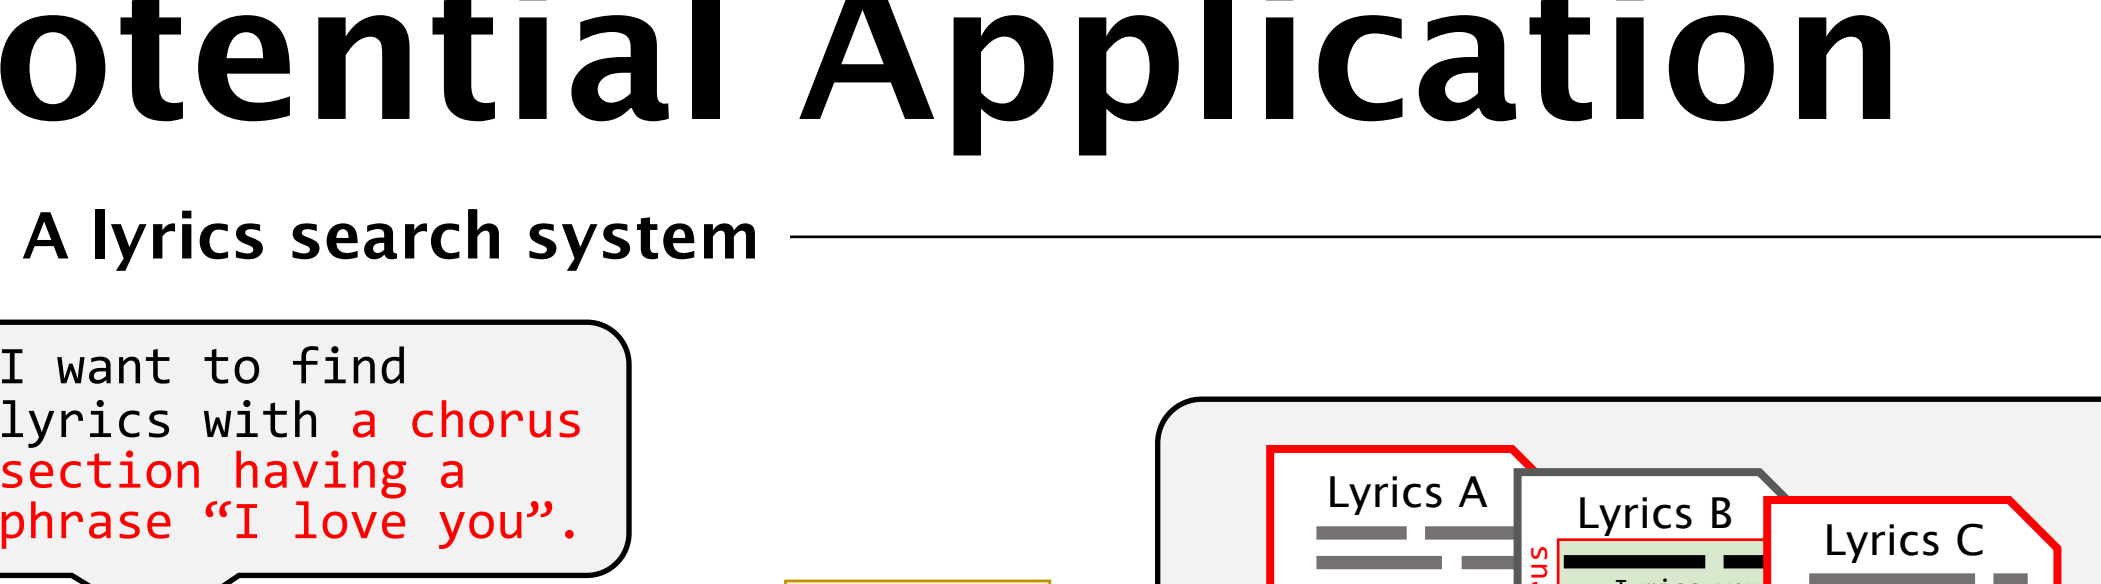 otential Application
A lyrics search system
I want to find
lyrics with a chorus
section having a
phrase “I love you”.
Lyrics A
Lyrics B
Lyrics C